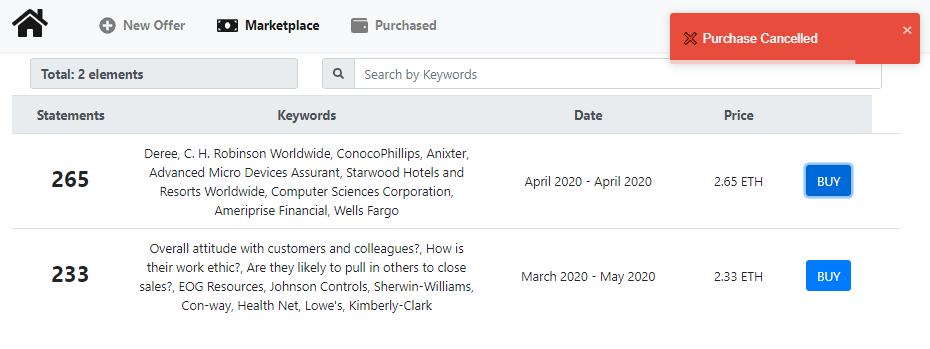 New Offer Marketplace Purchased
Purchase Cancelled ×
Total: 2 elements
Search by Keywords
Statements Keywords Date Price
265
Deree, C. H. Robinson Worldwide, ConocoPhillips, Anixter,
Advanced Micro Devices Assurant, Starwood Hotels and
Resorts Worldwide, Computer Sciences Corporation,
Ameriprise Financial, Wells Fargo
April 2020 - April 2020
2.65 ETH
BUY
233
Overall attitude with customers and colleagues?, How is
their work ethic?, Are they likely to pull in others to close
sales?, EOG Resources, Johnson Controls, Sherwin-Williams,
Con-way, Health Net, Lowe's, Kimberly-Clark
March 2020 - May 2020
2.33 ETH
BUY